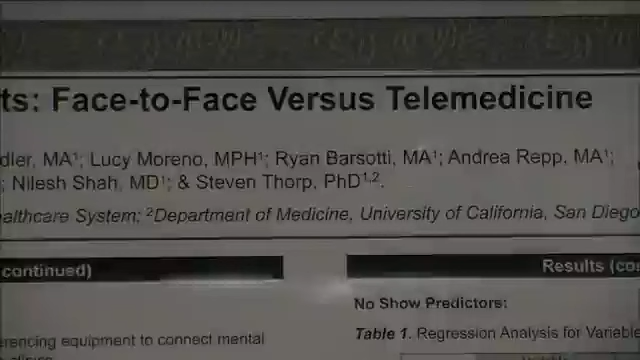 ts: Face-to-Face Versus Telemedicine
dler, MA¹; Lucy Moreno, MPH¹; Ryan Barsotti, MA¹; Andrea Repp, MA¹;
; Nilesh Shah, MD¹; & Steven Thorp, PhD¹,².
ealthcare System; ²Department of Medicine, University of California, San Diego
continued)
Results (con
No Show Predictors:
erencing equipment to connect mental
Table 1. Regression Analysis for Variable